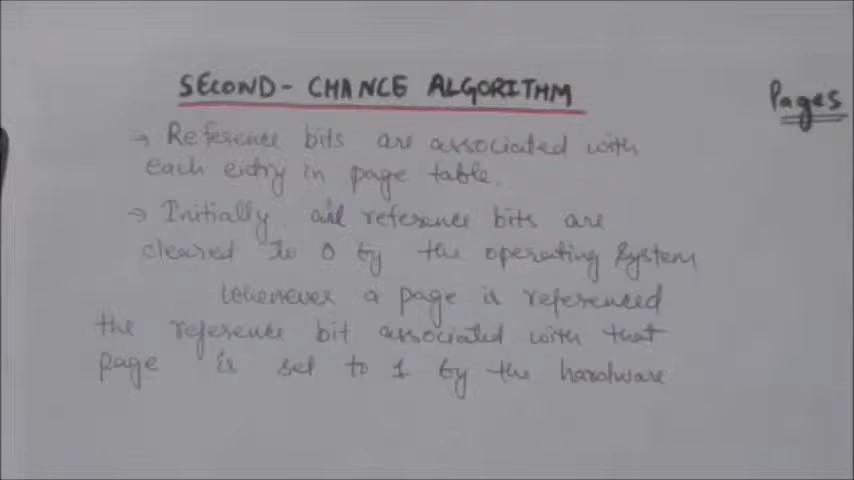 SECOND- CHANCE ALGORITHM
Pages
→ Reference bits are associated with
each entry in page table.
→ Initially all reference bits are
cleared to 0 by the operating system
Whenever a page is referenced
the reference bit associated with that
page is set to 1 by the hardware